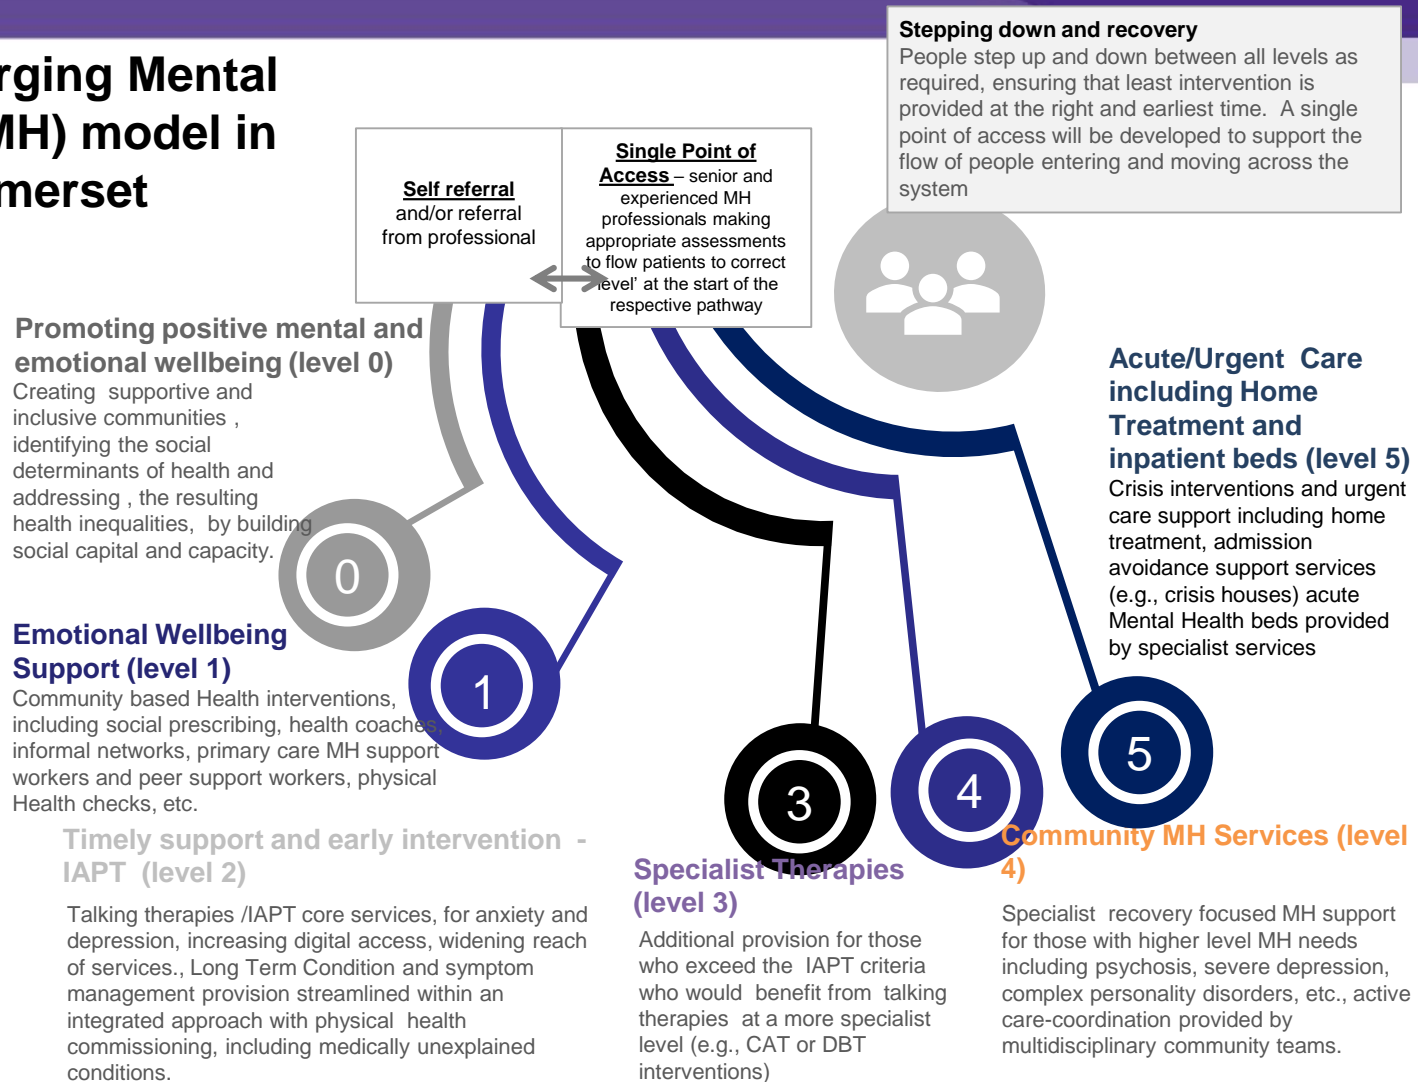 rging Mental
MH) model in
merset
Stepping down and recovery
People step up and down between all levels as
required, ensuring that least intervention is
provided at the right and earliest time. A single
point of access will be developed to support the
flow of people entering and moving across the
system
Self referral
and/or referral
from professional
Single Point of
Access – senior and
experienced MH
professionals making
appropriate assessments
to flow patients to correct
level’ at the start of the
respective pathway
Promoting positive mental and
emotional wellbeing (level 0)
Creating supportive and
inclusive communities ,
identifying the social
determinants of health and
addressing , the resulting
health inequalities, by building
social capital and capacity.
0
Emotional Wellbeing
Support (level 1)
Community based Health interventions,
including social prescribing, health coaches,
informal networks, primary care MH support
workers and peer support workers, physical
Health checks, etc.
1
Timely support and early intervention -
IAPT (level 2)
Talking therapies /IAPT core services, for anxiety and
depression, increasing digital access, widening reach
of services., Long Term Condition and symptom
management provision streamlined within an
integrated approach with physical health
commissioning, including medically unexplained
conditions.
3
Specialist Therapies
(level 3)
Additional provision for those
who exceed the IAPT criteria
who would benefit from talking
therapies at a more specialist
level (e.g., CAT or DBT
interventions)
4
Community MH Services (level
4)
Specialist recovery focused MH support
for those with higher level MH needs
including psychosis, severe depression,
complex personality disorders, etc., active
care-coordination provided by
multidisciplinary community teams.
5
Acute/Urgent Care
including Home
Treatment and
inpatient beds (level 5)
Crisis interventions and urgent
care support including home
treatment, admission
avoidance support services
(e.g., crisis houses) acute
Mental Health beds provided
by specialist services